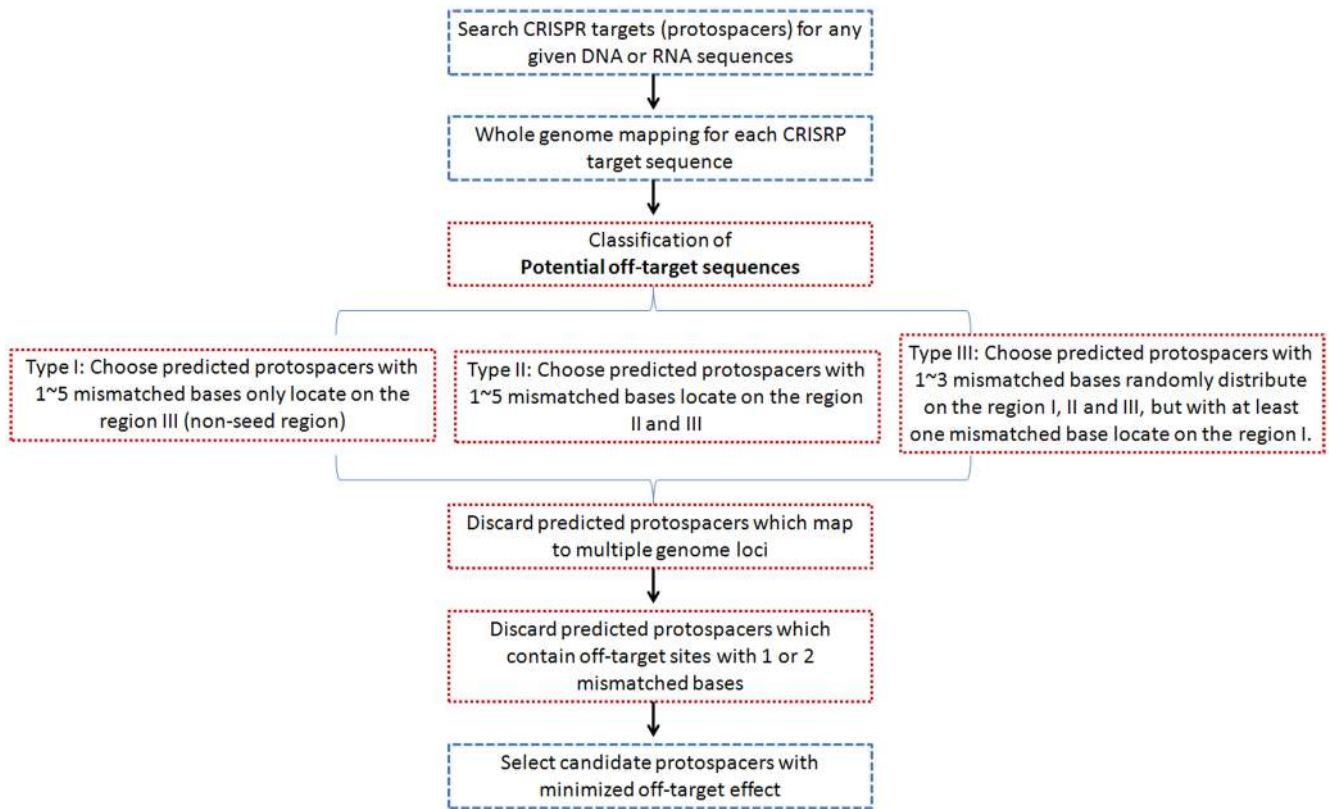 Search CRISPR targets (protospacers) for any
given DNA or RNA sequences
Whole genome mapping for each CRISRP
target sequence
Classification of
Potential off-target sequences
Type I: Choose predicted protospacers with
1~5 mismatched bases only locate on the
region III (non-seed region)
Type II: Choose predicted protospacers with
1~5 mismatched bases locate on the region
II and III
Type III: Choose predicted protospacers with
1~3 mismatched bases randomly distribute
on the region I, II and III, but with at least
one mismatched base locate on the region I.
Discard predicted protospacers which map
to multiple genome loci
Discard predicted protospacers which
contain off-target sites with 1 or 2
mismatched bases
Select candidate protospacers with
minimized off-target effect